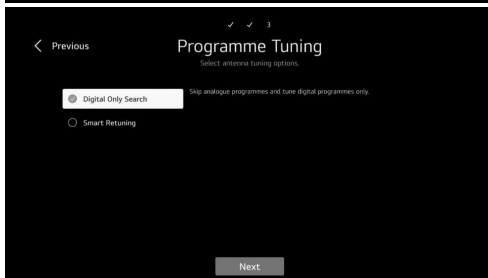 ✓ ✓ 3
Previous
Programme Tuning
Select antenna tuning options.
Digital Only Search
Skip analogue programmes and tune digital programmes only.
Smart Retuning
Next